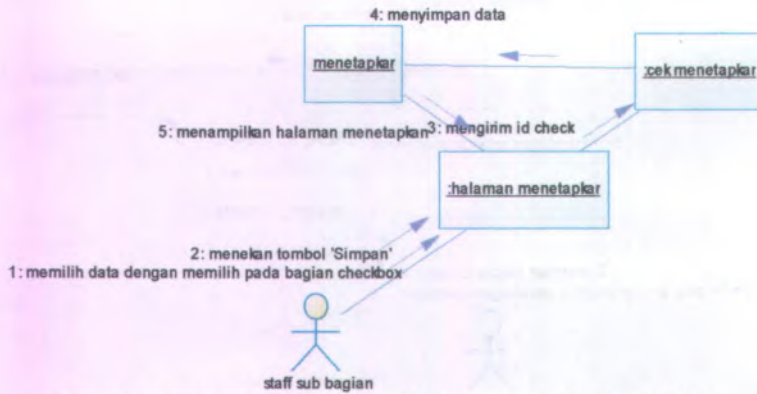 4: menyimpan data
menetapkar
:cek menetapkar
5: menampilkan halaman menetapkan
3: mengirim id check
:halaman menetapkar
2: menekan tombol 'Simpan'
1: memilih data dengan memilih pada bagian checkbox
staff sub bagian